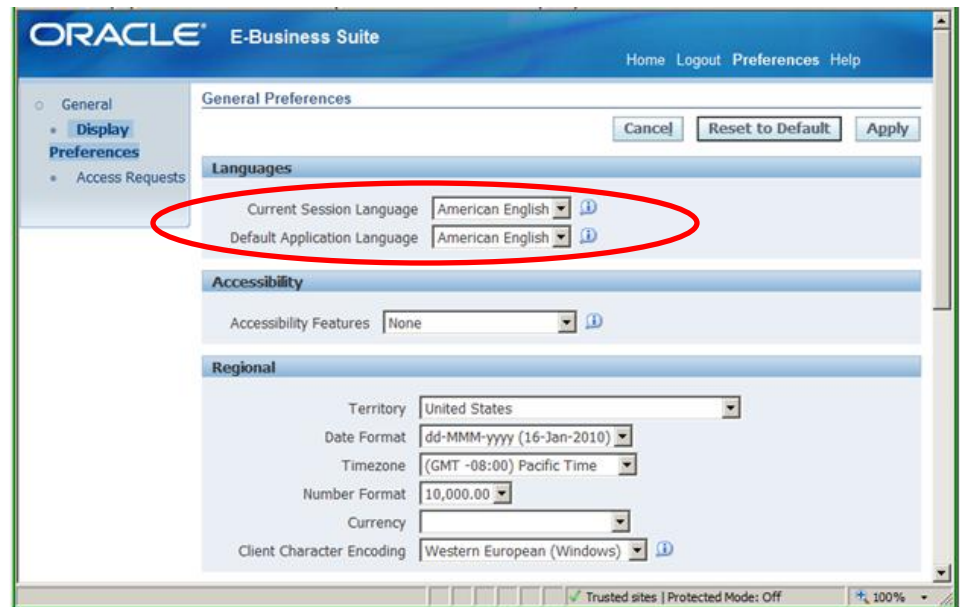 ORACLE® E-Business Suite
Home Logout Preferences Help
General
Display
Preferences
Access Requests
General Preferences
Cancel Reset to Default Apply
Languages
Current Session Language American English
Default Application Language American English
Accessibility
Accessibility Features None
Regional
Territory United States
Date Format dd-MMM-yyyy (16-Jan-2010)
Timezone (GMT -08:00) Pacific Time
Number Format 10,000.00
Currency
Client Character Encoding Western European (Windows)
Trusted sites | Protected Mode: Off 100%